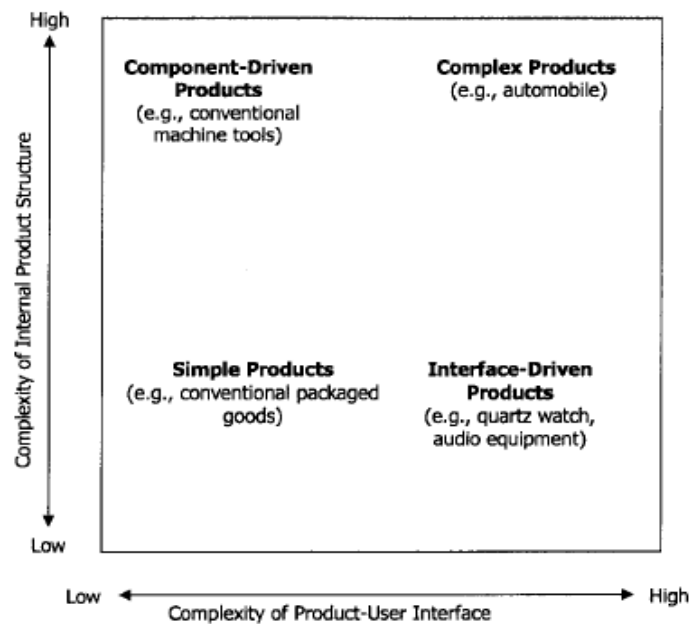 High
Component-Driven
Products
(e.g., conventional
machine tools)
Complex Products
(e.g., automobile)
Complexity of Internal Product Structure
Simple Products
(e.g., conventional packaged
goods)
Interface-Driven
Products
(e.g., quartz watch,
audio equipment)
Low
Low
High
Complexity of Product-User Interface